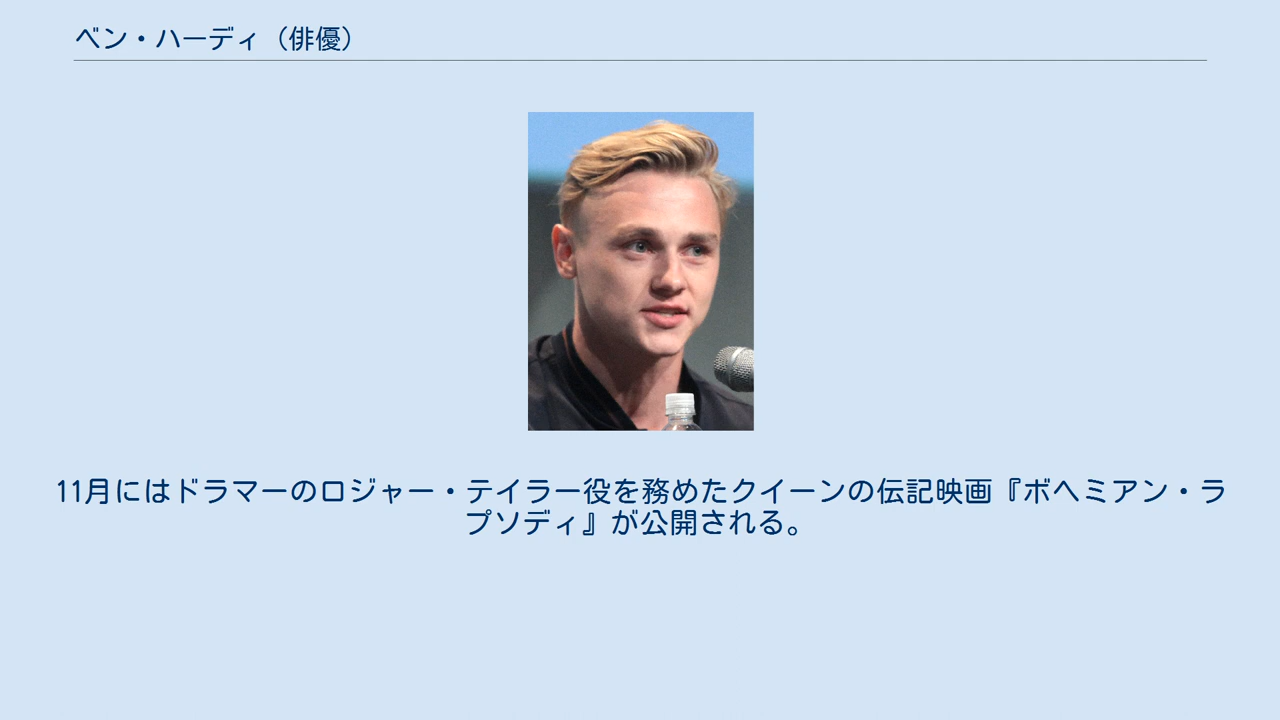 ベン・ハーディ（俳優）
11月にはドラマーのロジャー・テイラー役を務めたクイーンの伝記映画『ボヘミアン・ラ
プソディ』が公開される。